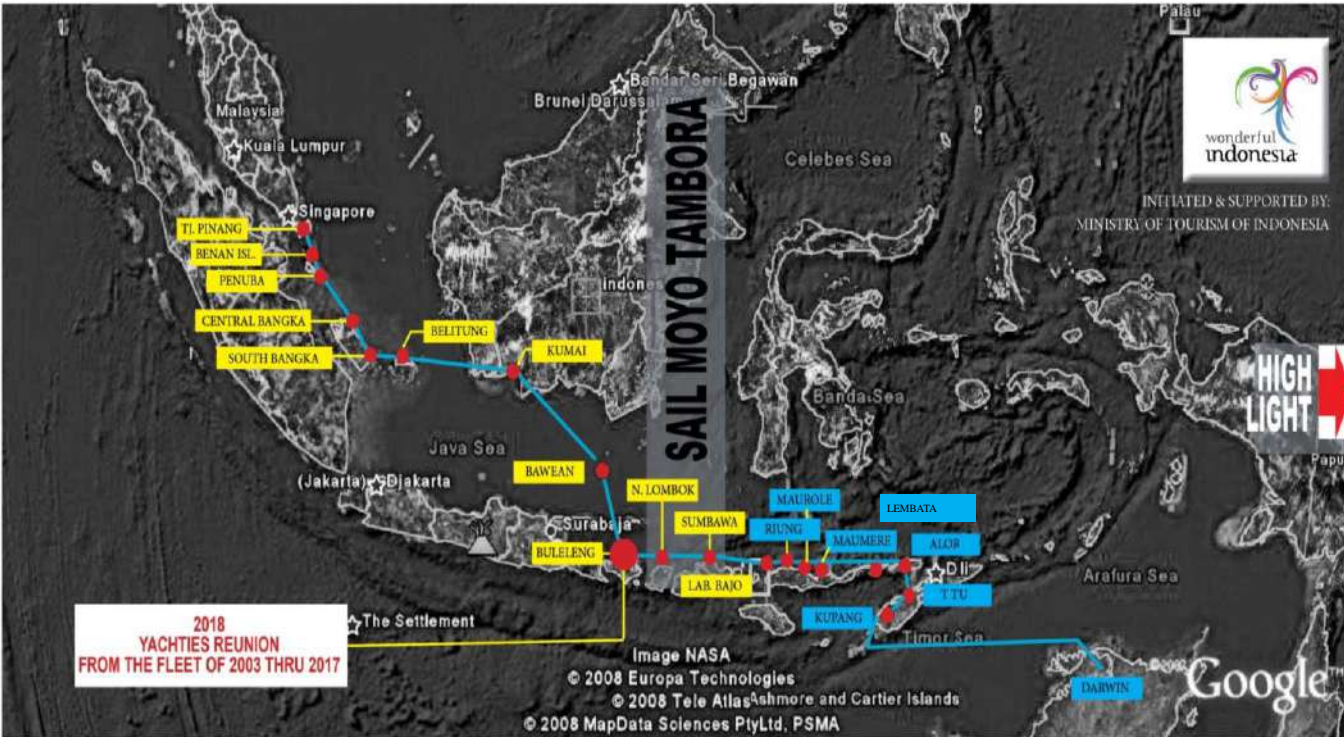 Palau
Bandar Seri Begawan
Brunei Darussalam
Malaysia
Kuala Lumpur
Celebes Sea
wonderful
indonesia
INITIATED & SUPPORTED BY:
MINISTRY OF TOURISM OF INDONESIA
SAIL MOYO TAMBORA
Singapore
TJ. PINANG
BENAN ISL.
PENUBA
Indones
CENTRAL BANGKA
SOUTH BANGKA
BELITUNG
KUMAI
HIGH
LIGHT
Banda Sea
Java Sea
BAWEAN
Papu
(Jakarta)
Djakarta
N. LOMBOK
MAUROLE
LEMBATA
Surabaja
SUMBAWA
RIUNG
MAUMERE
ALOR
BULELENG
LAB. BAJO
Dili
Arafura Sea
T TU
KUPANG
Timor Sea
2018
YACHTIES REUNION
FROM THE FLEET OF 2003 THRU 2017
The Settlement
DARWIN
Image NASA
© 2008 Europa Technologies
© 2008 Tele Atlas
Ashmore and Cartier Islands
© 2008 MapData Sciences PtyLtd, PSMA
Google